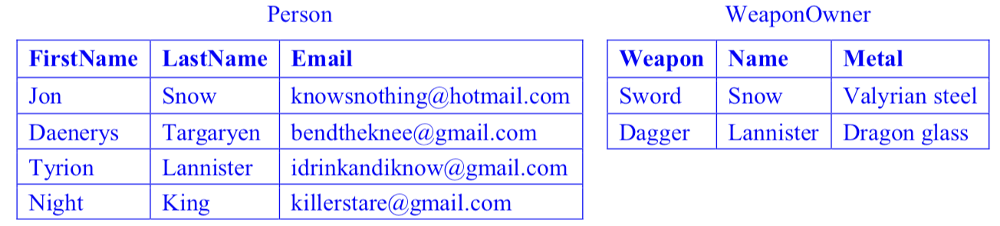 Person WeaponOwner
FirstName LastName Email Weapon Name Metal
Jon Snow knowsnothing@hotmail.com Sword Snow Valyrian steel
Daenerys Targaryen bendtheknee@gmail.com Dagger Lannister Dragon glass
Tyrion Lannister idrinkandiknow@gmail.com
Night King killerstare@gmail.com